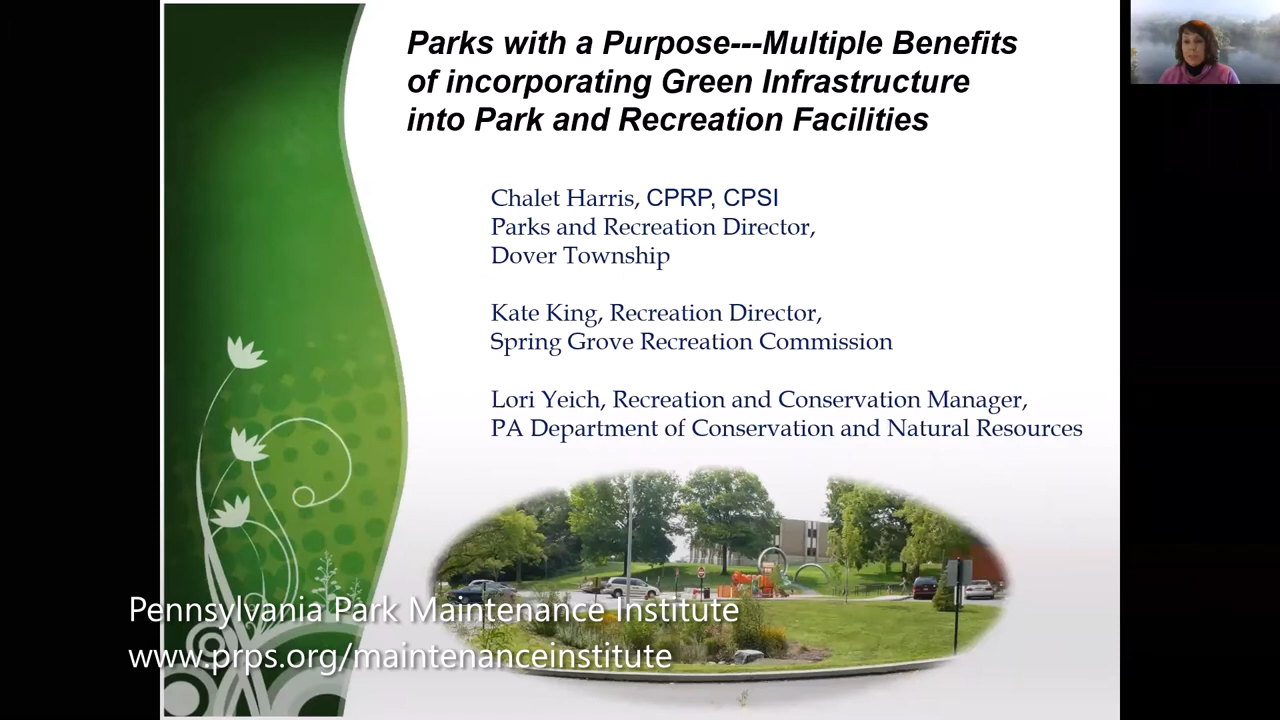 Parks with a Purpose---Multiple Benefits
of incorporating Green Infrastructure
into Park and Recreation Facilities
Chalet Harris, CPRP, CPSI
Parks and Recreation Director,
Dover Township
Kate King, Recreation Director,
Spring Grove Recreation Commission
Lori Yeich, Recreation and Conservation Manager,
PA Department of Conservation and Natural Resources
Pennsylvania Park Maintenance Institute
www.prps.org/maintenanceinstitute